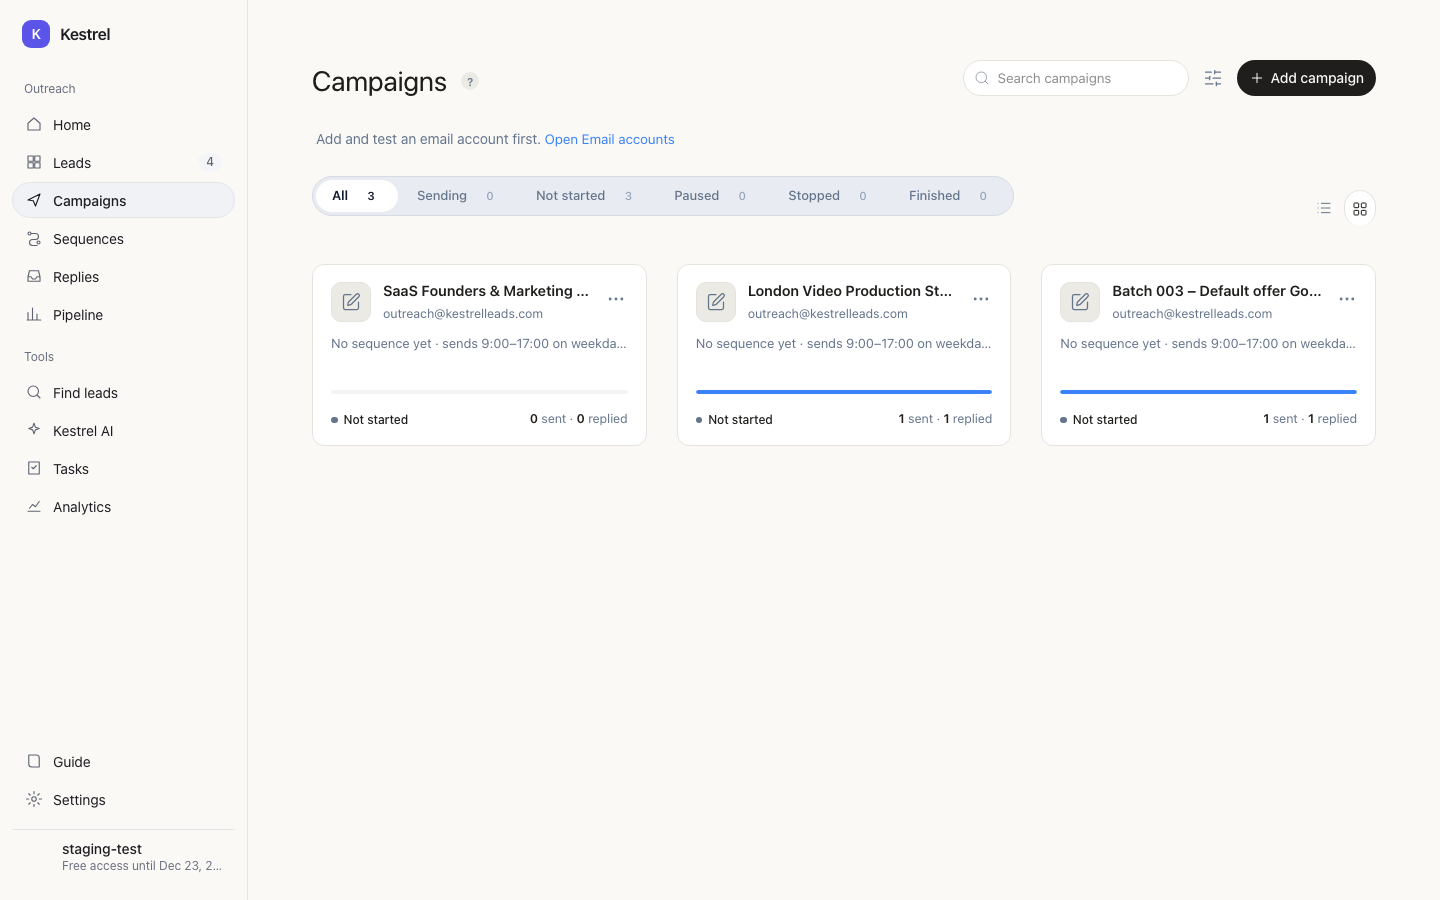 K Kestrel
Outreach
Home
Leads 4
Campaigns
Sequences
Replies
Pipeline
Tools
Find leads
Kestrel AI
Tasks
Analytics
Guide
Settings
staging-test
Free access until Dec 23, 2...
Campaigns ?
Search campaigns
+ Add campaign
Add and test an email account first. Open Email accounts
All 3 Sending 0 Not started 3 Paused 0 Stopped 0 Finished 0
SaaS Founders & Marketing ...
outreach@kestrelleads.com
No sequence yet · sends 9:00–17:00 on weekda...
Not started 0 sent · 0 replied
London Video Production St...
outreach@kestrelleads.com
No sequence yet · sends 9:00–17:00 on weekda...
Not started 1 sent · 1 replied
Batch 003 – Default offer Go...
outreach@kestrelleads.com
No sequence yet · sends 9:00–17:00 on weekda...
Not started 1 sent · 1 replied